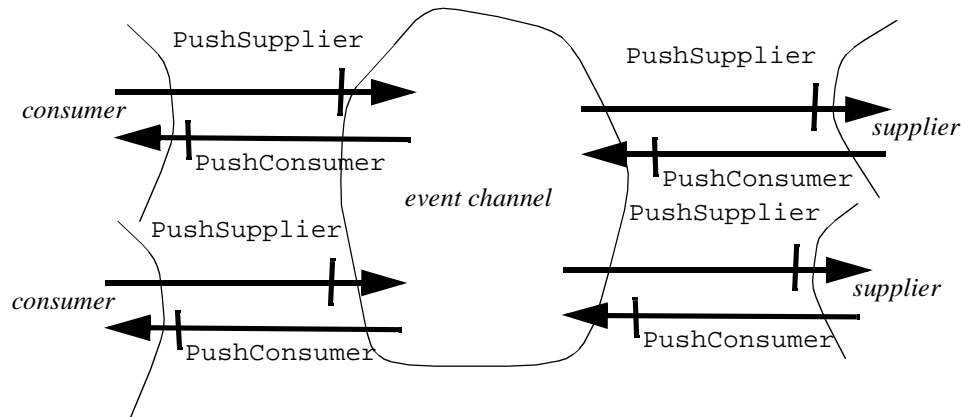 PushSupplier
consumer
PushConsumer
PushSupplier
supplier
PushConsumer
event channel
PushSupplier
consumer
PushConsumer
PushSupplier
supplier
PushConsumer